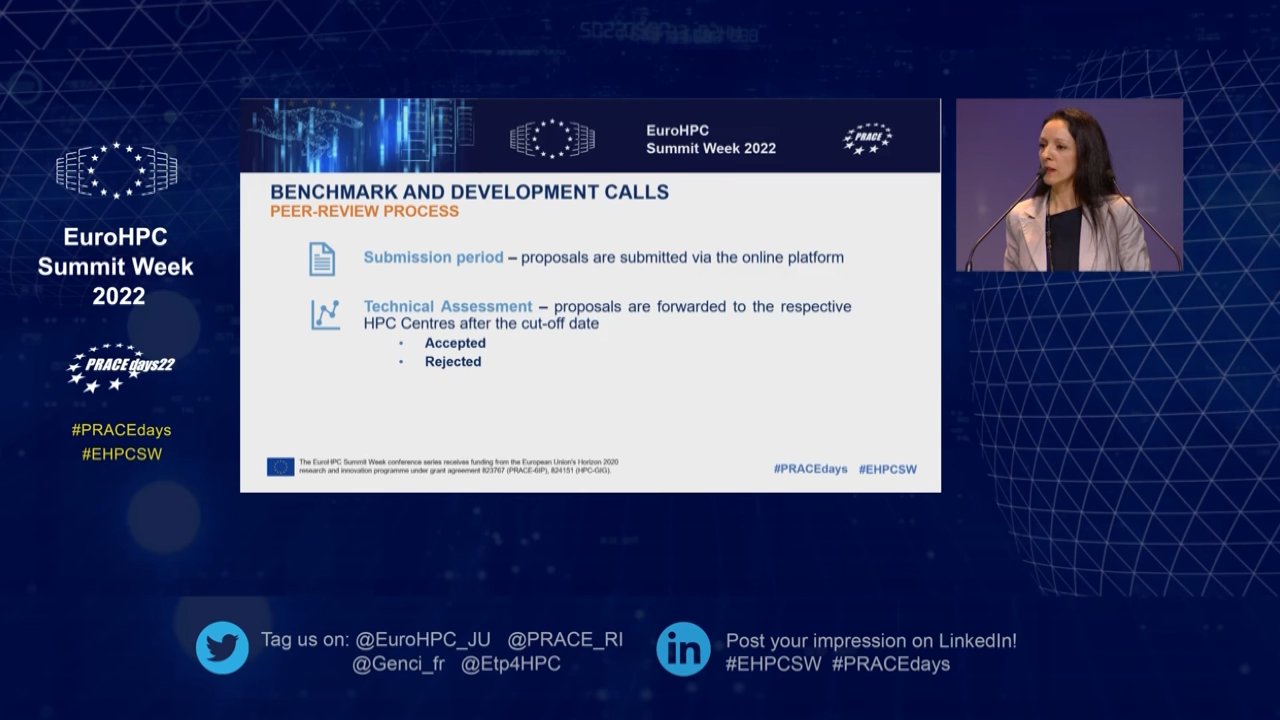 EuroHPC
Summit Week
2022
PRACEdays22
#PRACEdays
#EHPCSW
EuroHPC
Summit Week 2022
PRACE
BENCHMARK AND DEVELOPMENT CALLS
PEER-REVIEW PROCESS
Submission period – proposals are submitted via the online platform
Technical Assessment – proposals are forwarded to the respective
HPC Centres after the cut-off date
• Accepted
• Rejected
The EuroHPC Summit Week conference series receives funding from the European Union's Horizon 2020
research and innovation programme under grant agreement 823767 (PRACE-6IP), 824151 (HPC-GIG).
#PRACEdays #EHPCSW
Tag us on: @EuroHPC_JU @PRACE_RI
@Genci_fr @Etp4HPC
in
Post your impression on LinkedIn!
#EHPCSW #PRACEdays